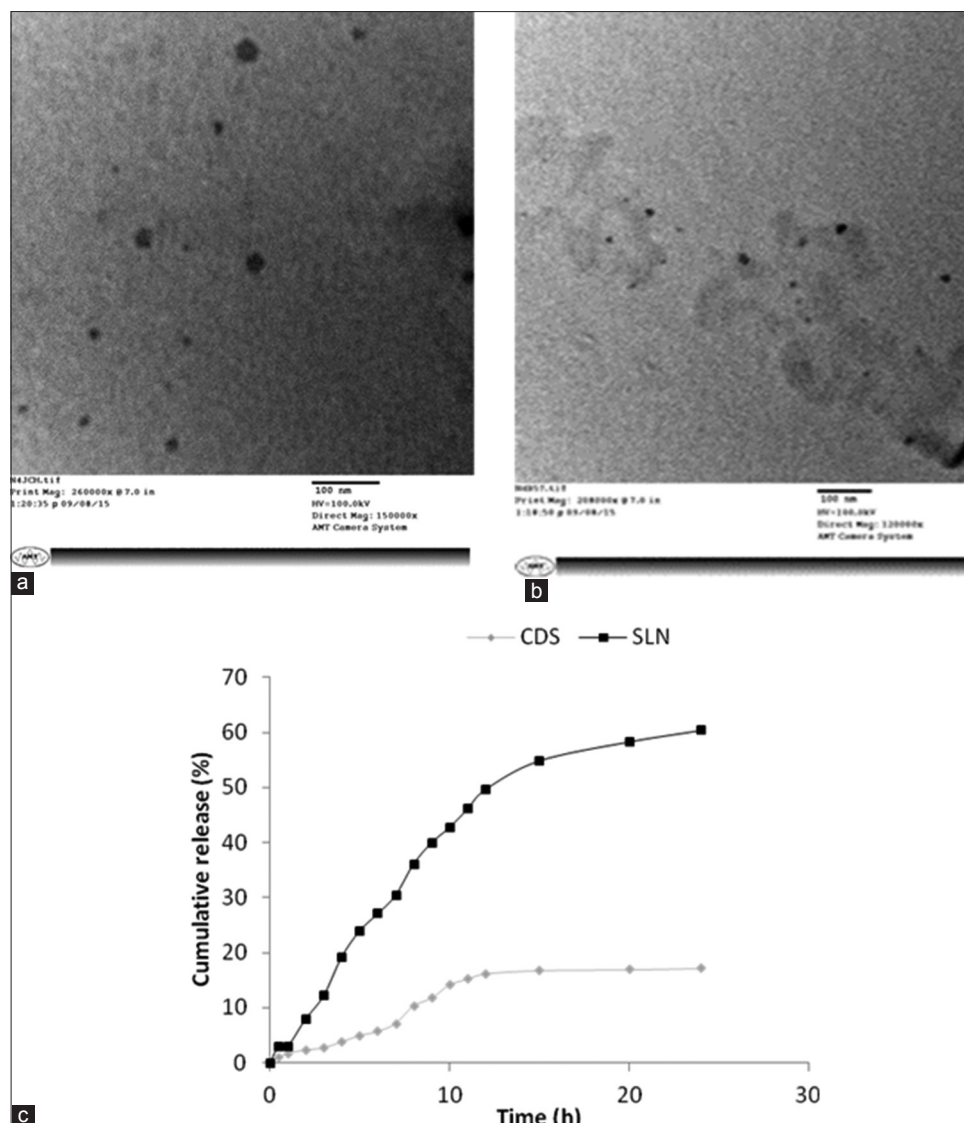 N4JCH.tif
Print Mag: 260000x @ 7.0 in
1:20:35 p 09/08/15
100 nm
HV=100.0kV
Direct Mag: 150000x
AMT Camera System
AMT
a
Print Mag: 208000x @ 7.0 in
1:18:50 p 09/08/15
100 nm
HV=100.0kV
Direct Mag: 120000x
AMT Camera System
AMT
b
CDS SLN
70
60
50
40
30
20
10
0
Cumulative release (%)
0 10 20 30
Time (h)
c